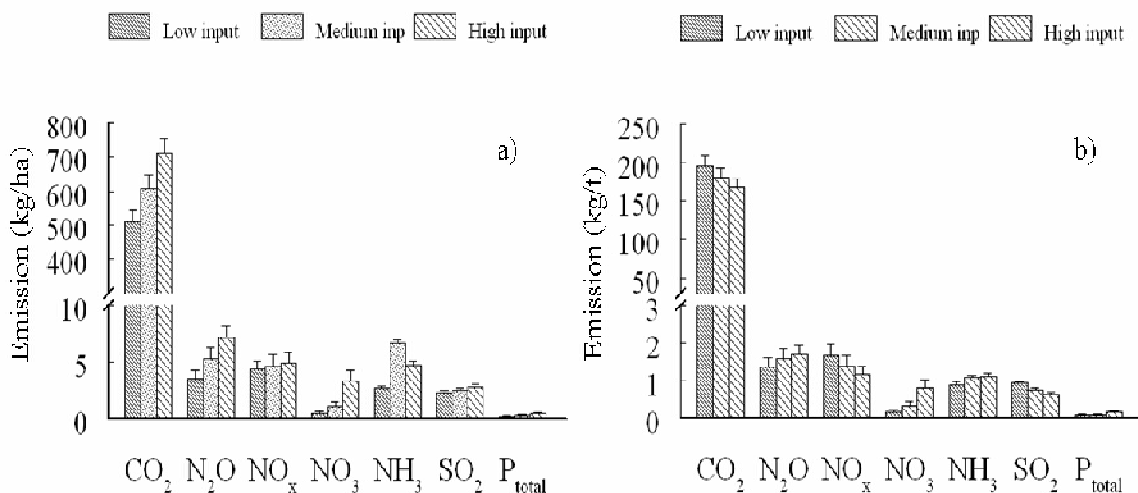 Low input Medium inp High input
Low input Medium inp High input
a)
Emission (kg/ha)
800
700
600
500
400
10
5
0
CO₂ N₂O NOₓ NO₃ NH₃ SO₂ P_total
b)
Emission (kg/t)
250
200
150
100
50
3
2
1
0
CO₂ N₂O NOₓ NO₃ NH₃ SO₂ P_total